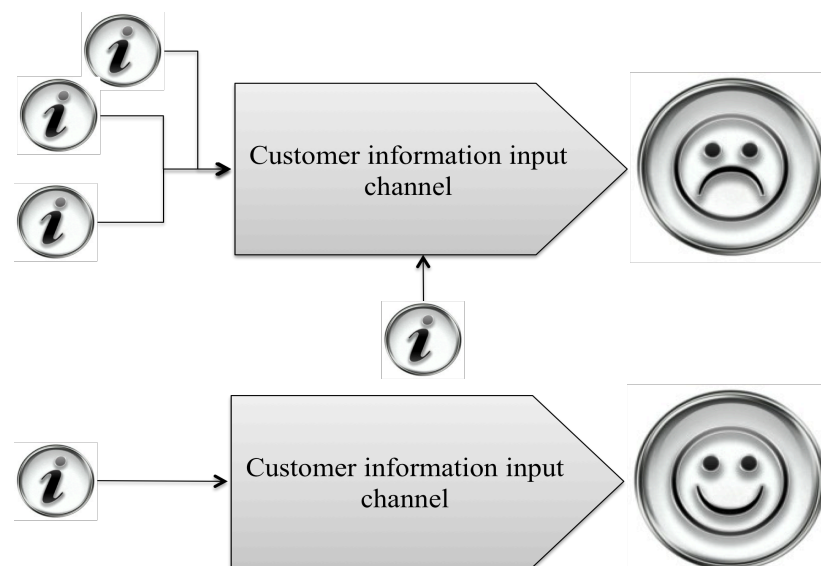 i
i
i
Customer information input
channel
i
i
Customer information input
channel